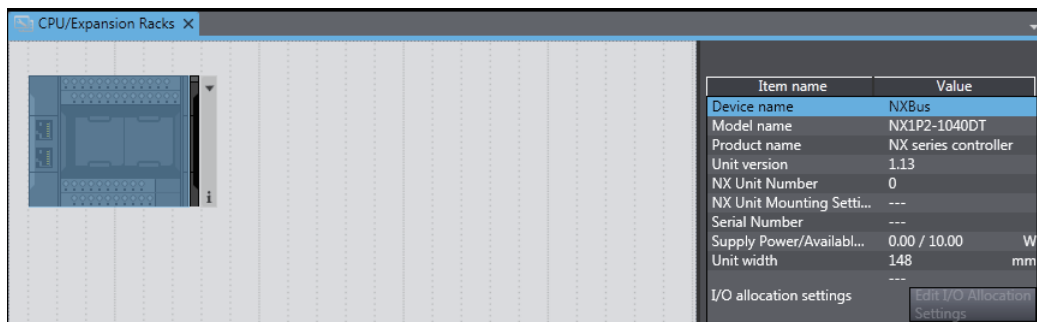 CPU/Expansion Racks ×
Item name Value
Device name NXBus
Model name NX1P2-1040DT
Product name NX series controller
Unit version 1.13
NX Unit Number 0
NX Unit Mounting Setti... ---
Serial Number ---
Supply Power/Availabl... 0.00 / 10.00 W
Unit width 148 mm
---
I/O allocation settings Edit I/O Allocation
Settings